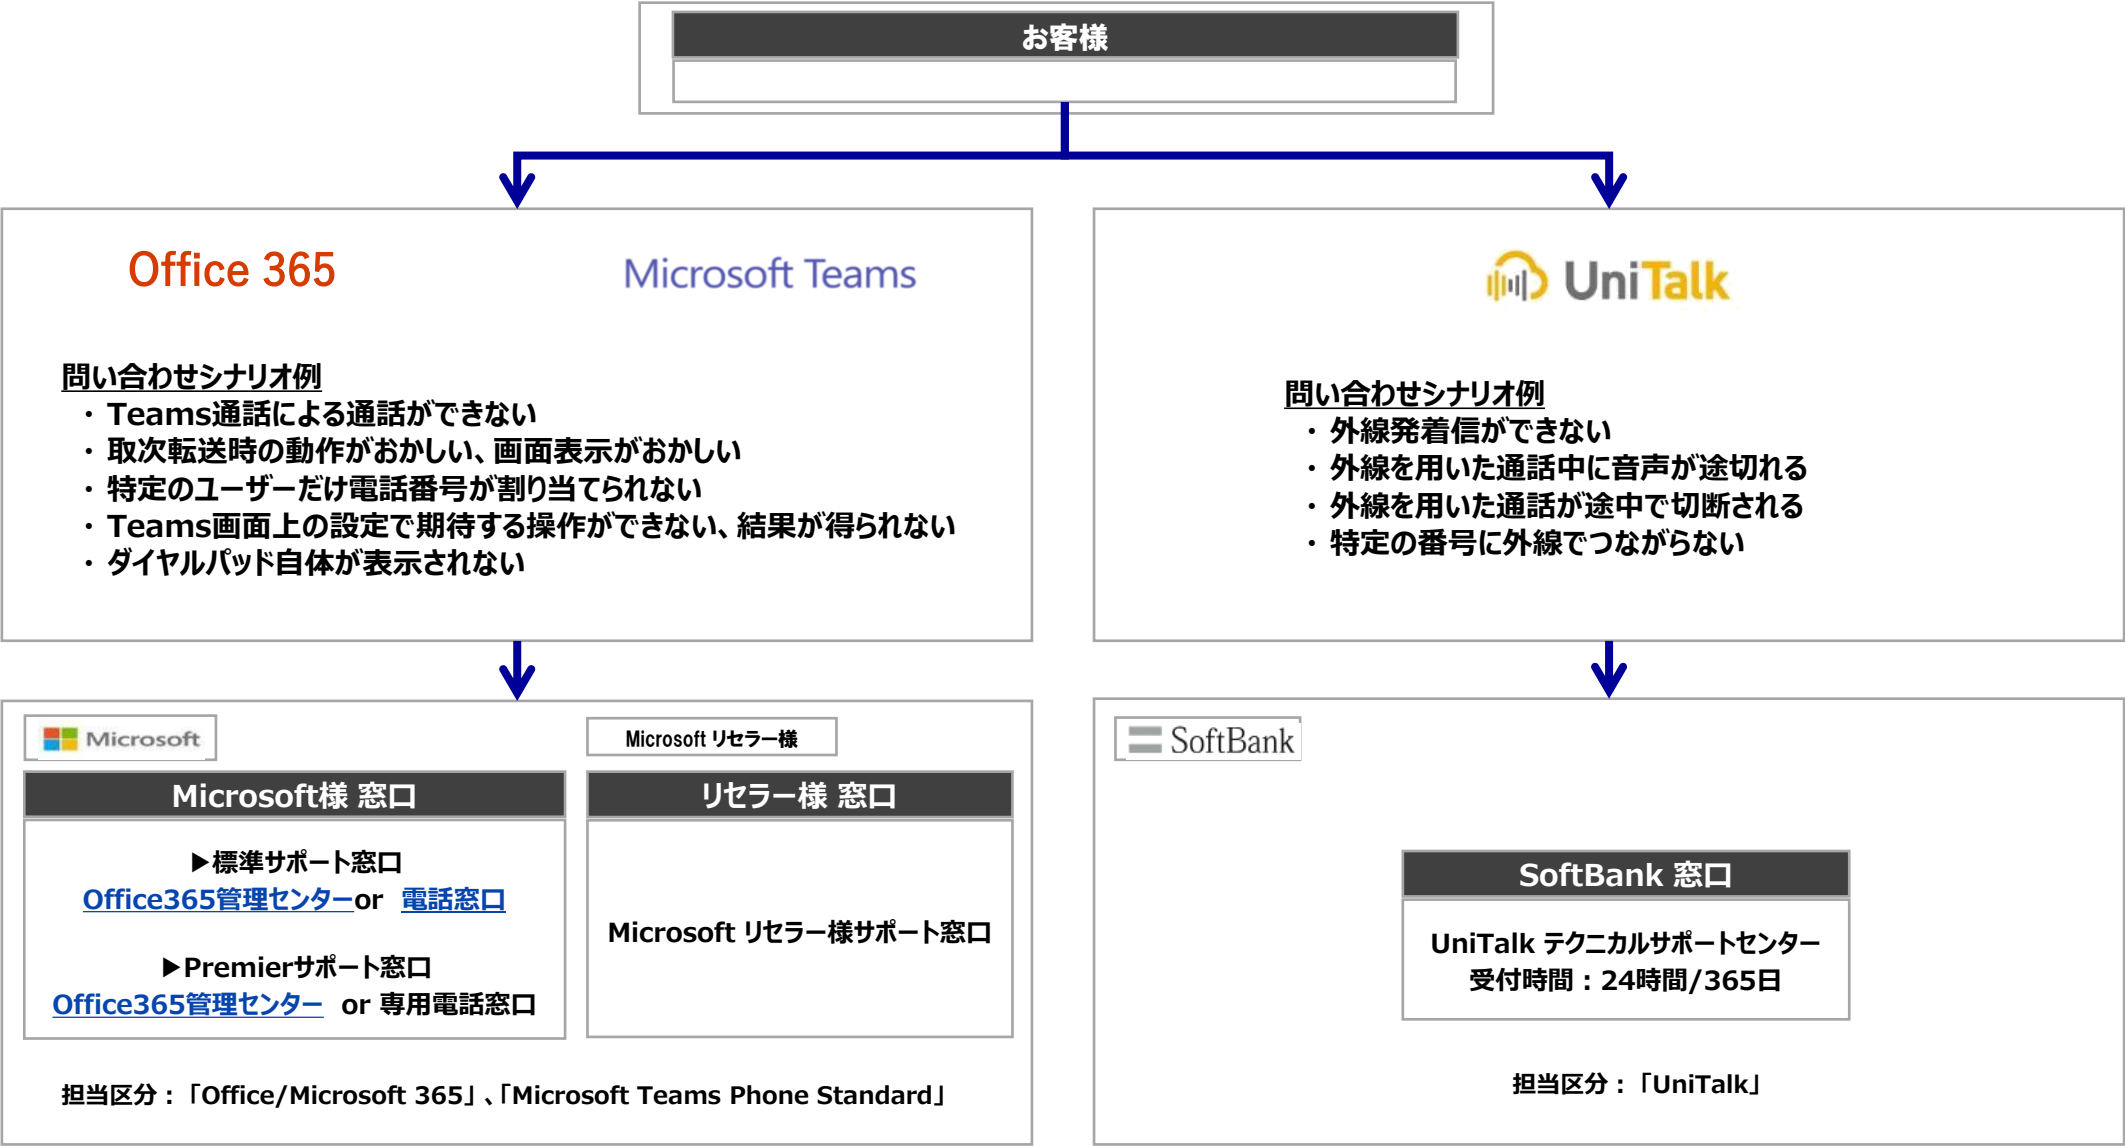 お客様
Office 365
Microsoft Teams
問い合わせシナリオ例
・ Teams通話による通話ができない
・ 取次転送時の動作がおかしい、画面表示がおかしい
・ 特定のユーザーだけ電話番号が割り当てられない
・ Teams画面上の設定で期待する操作ができない、結果が得られない
・ ダイヤルパッド自体が表示されない
UniTalk
問い合わせシナリオ例
・ 外線発着信ができない
・ 外線を用いた通話中に音声が途切れる
・ 外線を用いた通話が途中で切断される
・ 特定の番号に外線でつながらない
Microsoft
Microsoft様 窓口
▶標準サポート窓口
Office365管理センターor 電話窓口
▶Premierサポート窓口
Office365管理センター or 専用電話窓口
Microsoft リセラー様
リセラー様 窓口
Microsoft リセラー様サポート窓口
担当区分：「Office/Microsoft 365」、「Microsoft Teams Phone Standard」
SoftBank
SoftBank 窓口
UniTalk テクニカルサポートセンター
受付時間：24時間/365日
担当区分：「UniTalk」